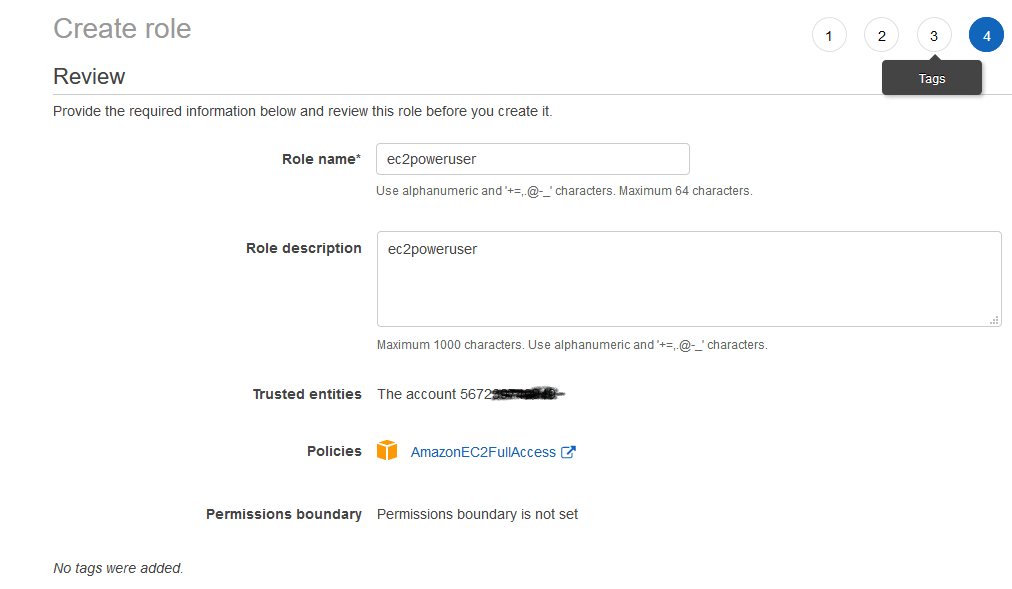 Create role
1 2 3 4
Tags
Review
Provide the required information below and review this role before you create it.
Role name* ec2poweruser
Use alphanumeric and '+=,.@-_' characters. Maximum 64 characters.
Role description ec2poweruser
Maximum 1000 characters. Use alphanumeric and '+=,.@-_' characters.
Trusted entities The account 5672
Policies AmazonEC2FullAccess
Permissions boundary Permissions boundary is not set
No tags were added.